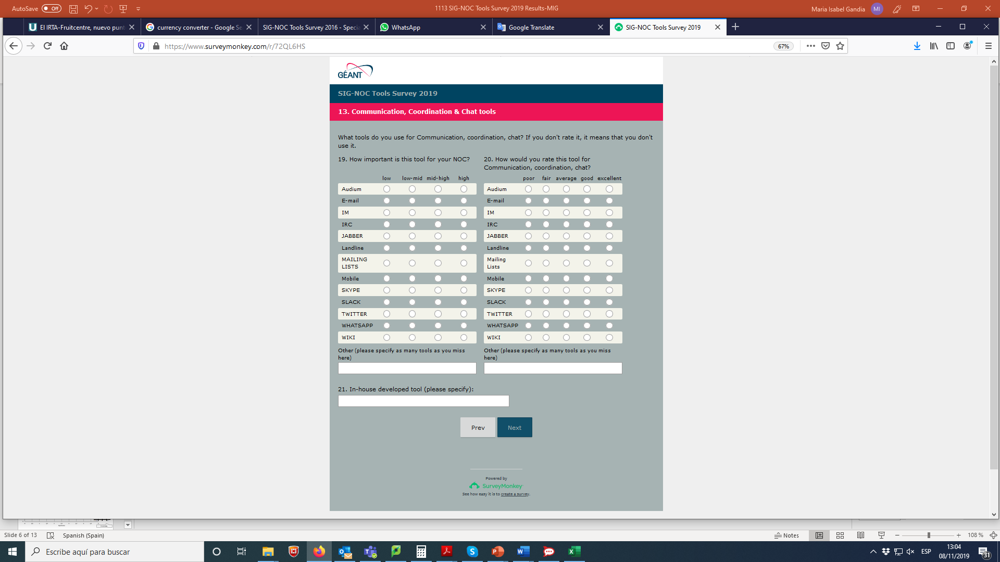 AutoSave Off
1113 SIG-NOC Tools Survey 2019 Results-MIG
Maria Isabel Gandia MI
El IRTA-Fruitcentre, nuevo punt
currency converter - Google Se
SIG-NOC Tools Survey 2016 - Specia
WhatsApp
Google Translate
SIG-NOC Tools Survey 2019
https://www.surveymonkey.com/r/72QL6HS
67%
GÉANT
SIG-NOC Tools Survey 2019
13. Communication, Coordination & Chat tools
What tools do you use for Communication, coordination, chat? If you don't rate it, it means that you don't
use it.
19. How important is this tool for your NOC?
low low-mid mid-high high
Audium
E-mail
IM
IRC
JABBER
Landline
MAILING
LISTS
Mobile
SKYPE
SLACK
TWITTER
WHATSAPP
WIKI
Other (please specify as many tools as you miss
here)
20. How would you rate this tool for
Communication, coordination, chat?
poor fair average good excellent
Audium
E-mail
IM
IRC
JABBER
Landline
Mailing
Lists
Mobile
SKYPE
SLACK
TWITTER
WHATSAPP
WIKI
Other (please specify as many tools as you miss
here)
21. In-house developed tool (please specify):
Prev Next
Powered by
SurveyMonkey
See how easy it is to create a survey.
Slide 6 of 13 Spanish (Spain)
Notes
108 %
Escribe aquí para buscar
ESP
13:04
08/11/2019
31